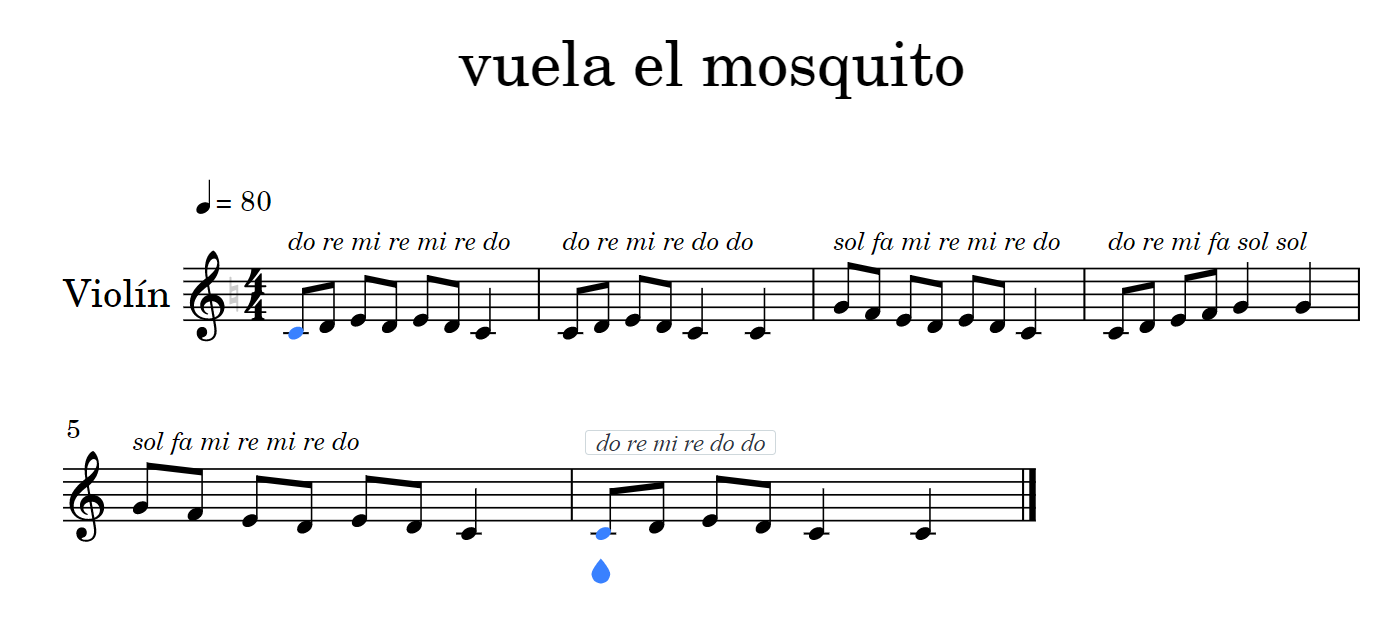 vuela el mosquito
= 80
do re mi re mi re do do re mi re do do sol fa mi re mi re do do re mi fa sol sol
Violín 4 4
5
sol fa mi re mi re do do re mi re do do